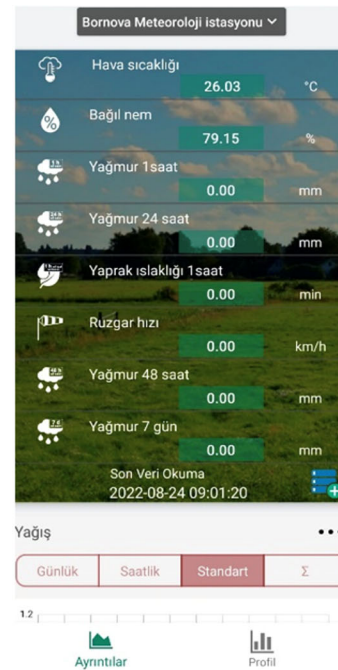 Bornova Meteoroloji istasyonu
Hava sıcaklığı
26.03 °C
Bağıl nem
79.15 %
Yağmur 1saat
0.00 mm
Yağmur 24 saat
0.00 mm
Yaprak ıslaklığı 1saat
0.00 min
Rüzgar hızı
0.00 km/h
Yağmur 48 saat
0.00 mm
Yağmur 7 gün
0.00 mm
Son Veri Okuma
2022-08-24 09:01:20
Yağış
Günlük Saatlik Standart Σ
1.2
Ayrıntılar Profil